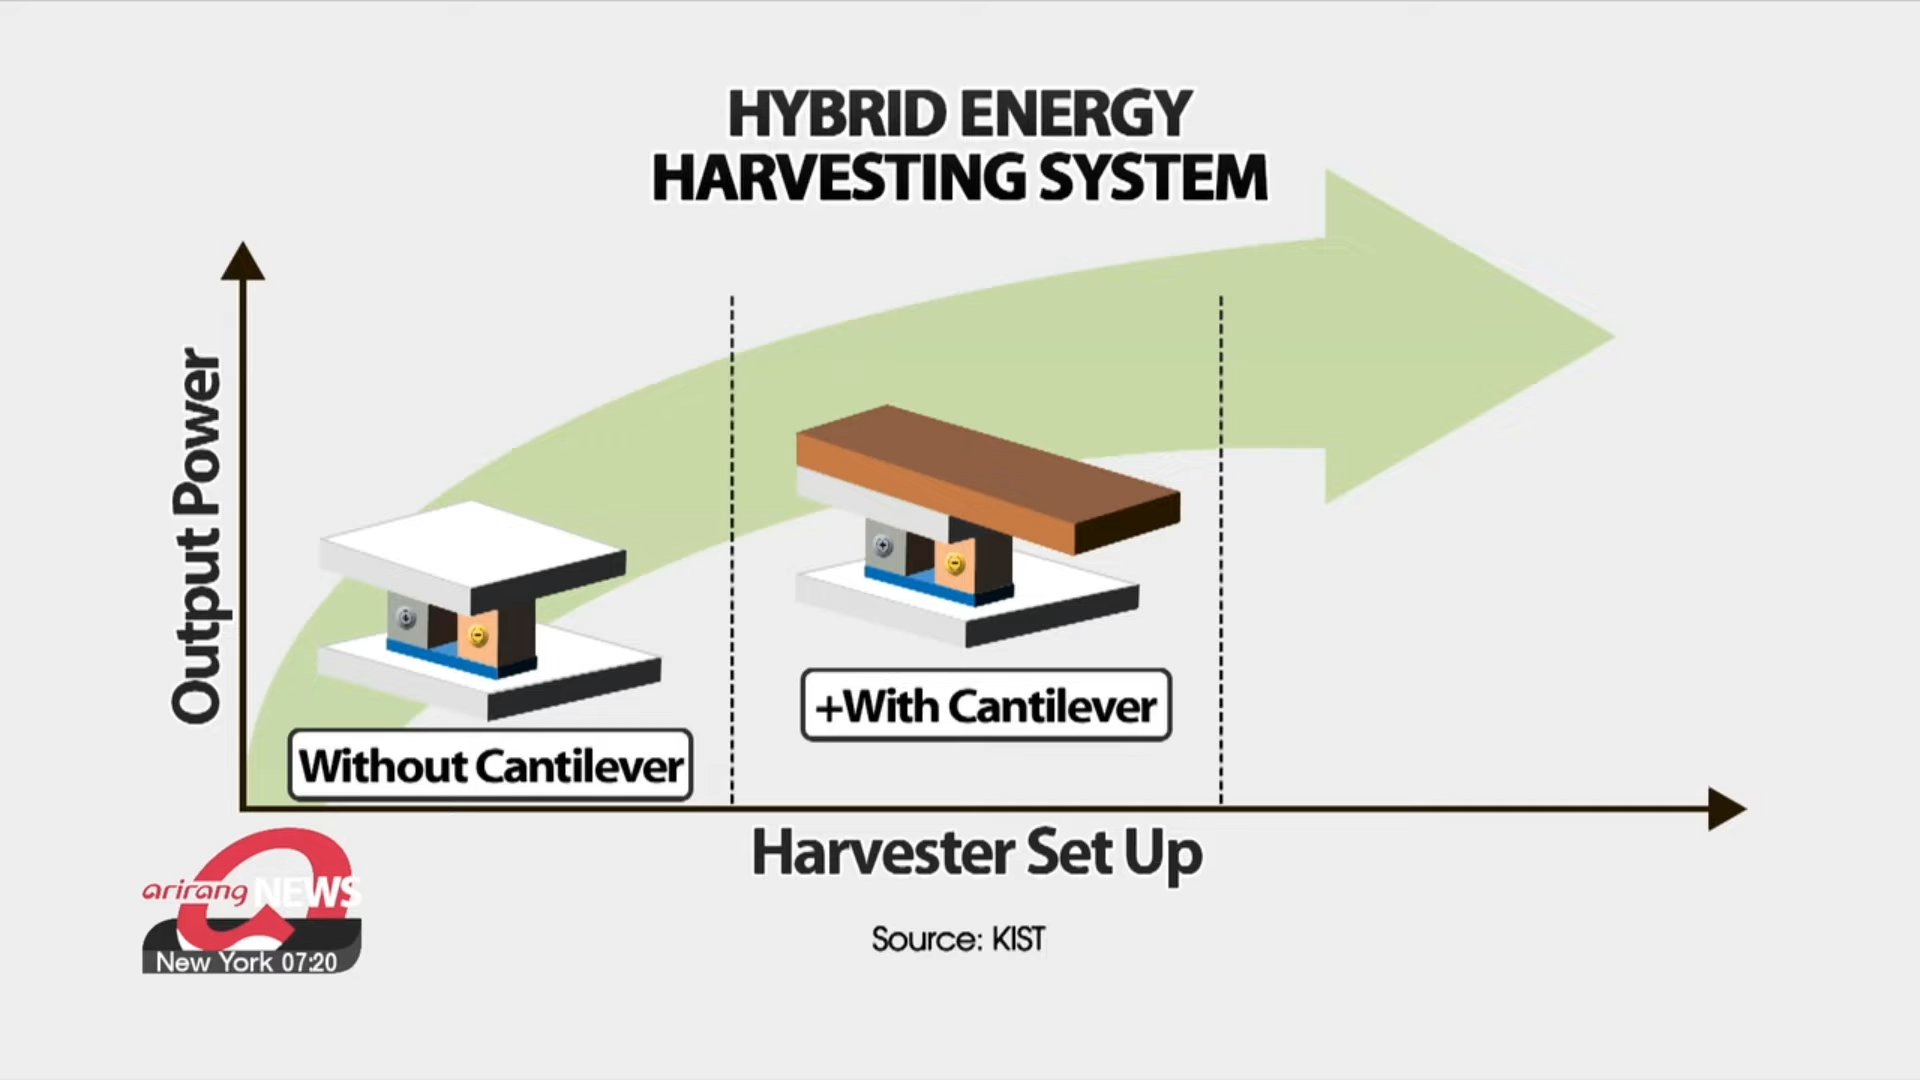 HYBRID ENERGY
HARVESTING SYSTEM
Output Power
Without Cantilever
+With Cantilever
Harvester Set Up
Source: KIST
arirang NEWS
New York 07:20